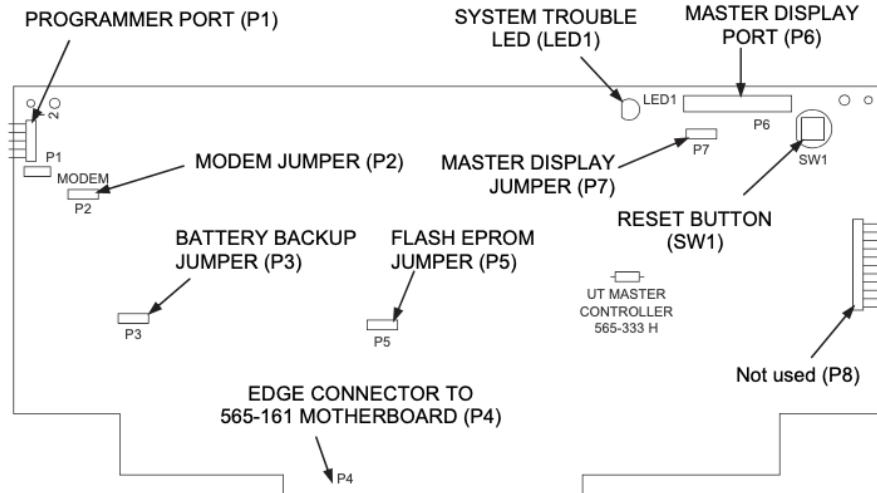 PROGRAMMER PORT (P1)
SYSTEM TROUBLE
LED (LED1)
MASTER DISPLAY
PORT (P6)
1
2
P1
MODEM
P2
MODEM JUMPER (P2)
LED1
P6
P7
SW1
MASTER DISPLAY
JUMPER (P7)
RESET BUTTON
(SW1)
BATTERY BACKUP
JUMPER (P3)
FLASH EPROM
JUMPER (P5)
P3
P5
UT MASTER
CONTROLLER
565-333 H
Not used (P8)
EDGE CONNECTOR TO
565-161 MOTHERBOARD (P4)
P4